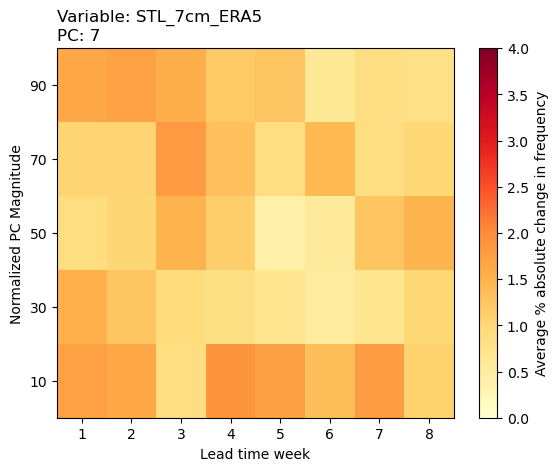 Variable: STL_7cm_ERA5
PC: 7
90
70
50
30
10
Normalized PC Magnitude
1 2 3 4 5 6 7 8
Lead time week
4.0
3.5
3.0
2.5
2.0
1.5
1.0
0.5
0.0
Average % absolute change in frequency